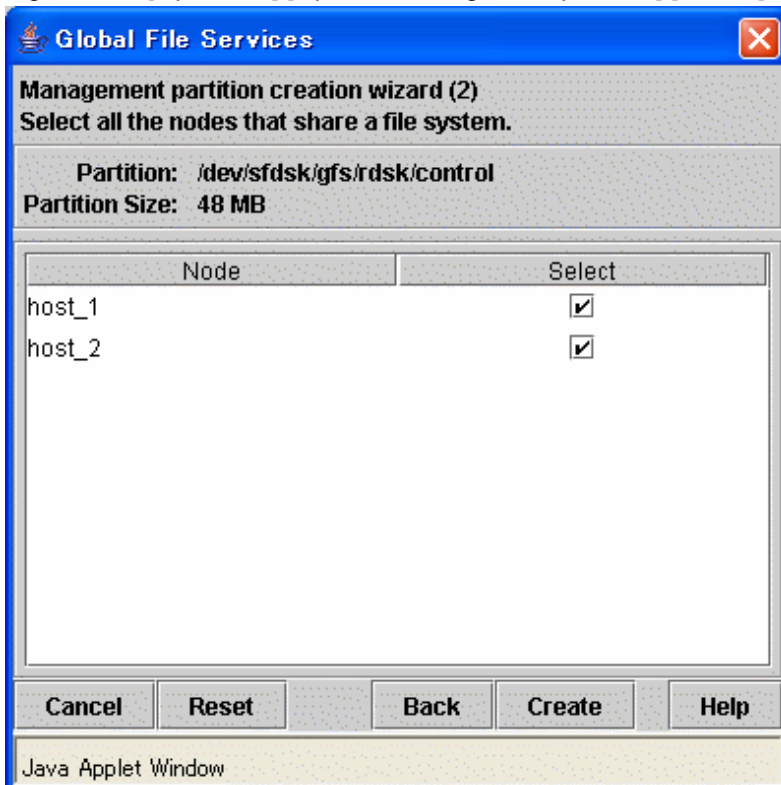 Global File Services
Management partition creation wizard (2)
Select all the nodes that share a file system.
Partition: /dev/sfdsk/gfs/rdsk/control
Partition Size: 48 MB
Node Select
host_1
host_2
Cancel Reset Back Create Help
Java Applet Window